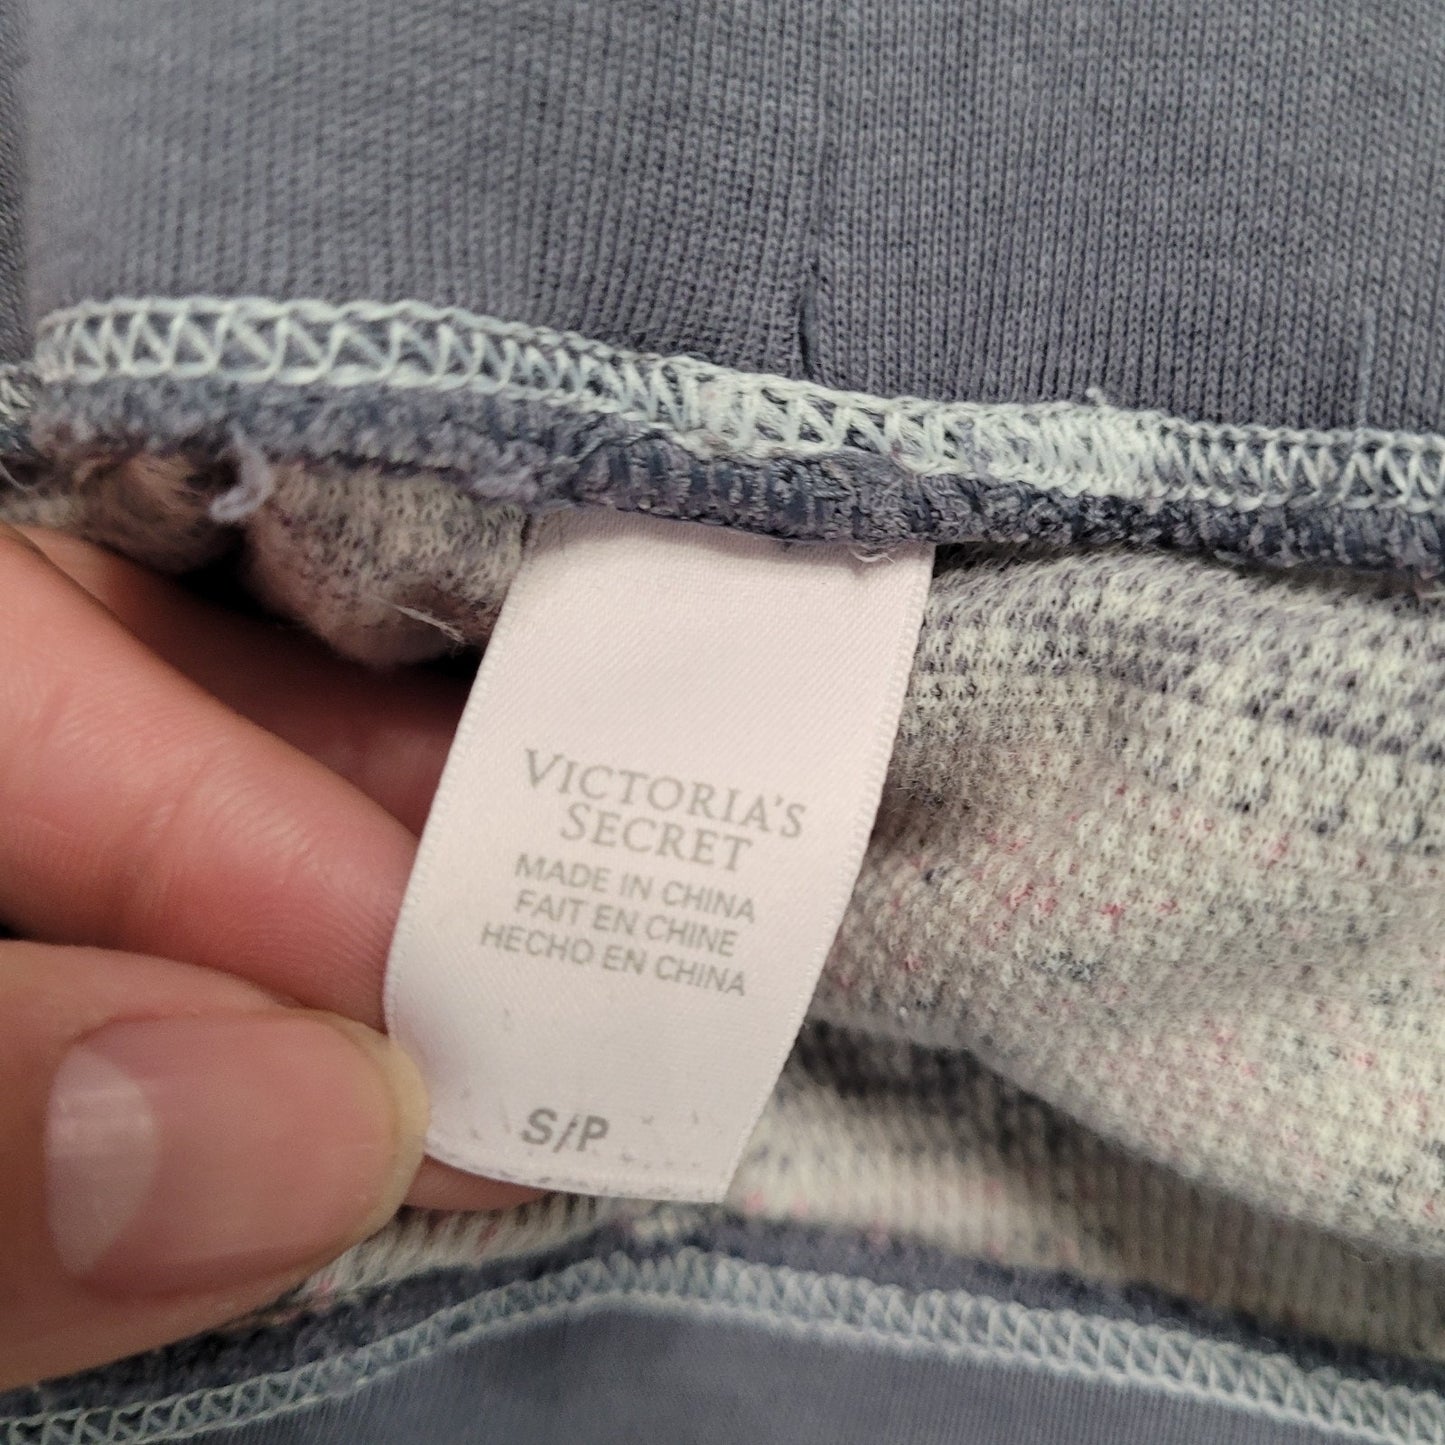 VICTORIA'S
SECRET
MADE IN CHINA
FAIT EN CHINE
HECHO EN CHINA
S/P